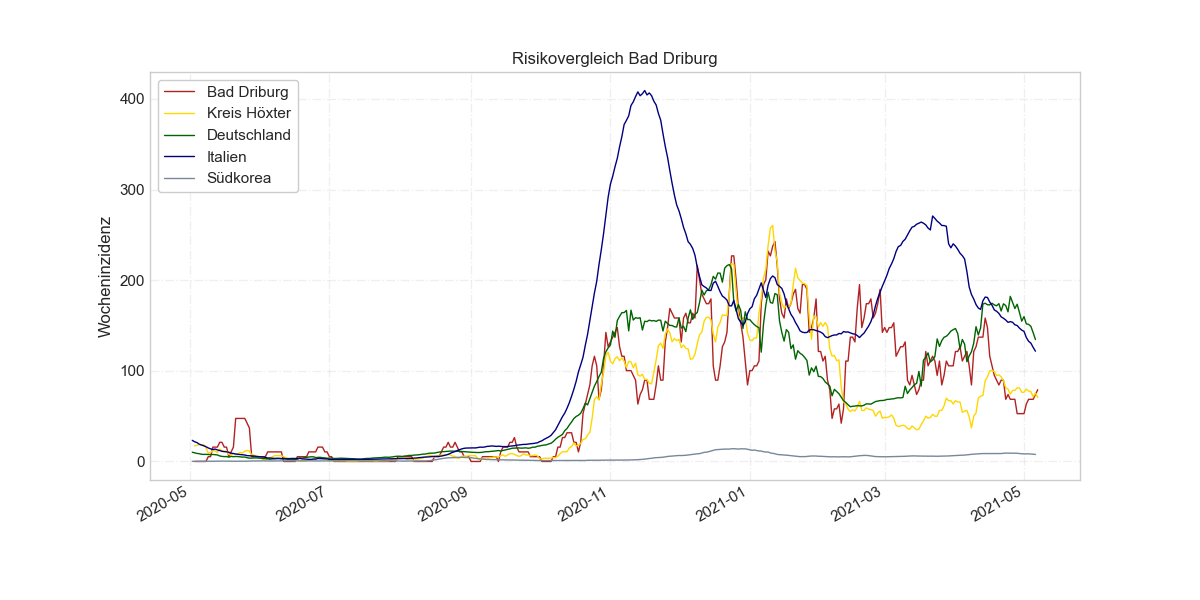 Risikovergleich Bad Driburg
Bad Driburg
Kreis Höxter
Deutschland
Italien
Südkorea
Wocheninzidenz
400
300
200
100
0
2020-05
2020-07
2020-09
2020-11
2021-01
2021-03
2021-05